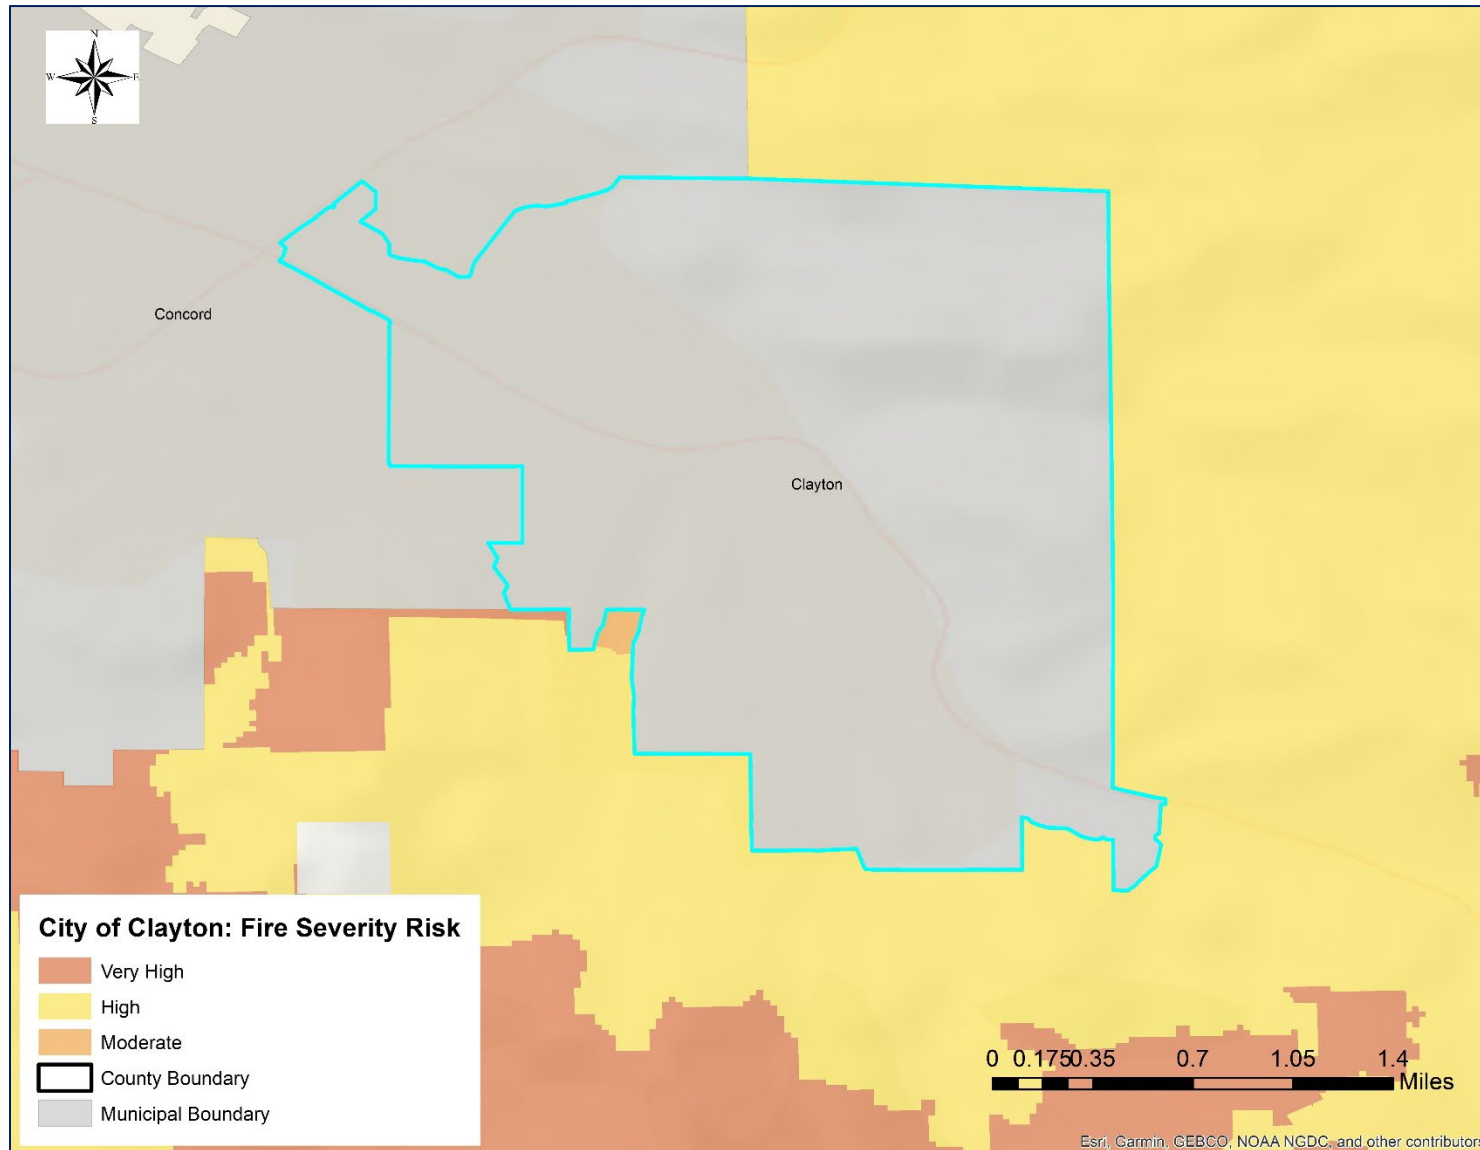 N
W E
S
Concord
Clayton
City of Clayton: Fire Severity Risk
Very High
High
Moderate
County Boundary
Municipal Boundary
0 0.175 0.35 0.7 1.05 1.4
Miles
Esri, Garmin, GEBCO, NOAA NGDC, and other contributors